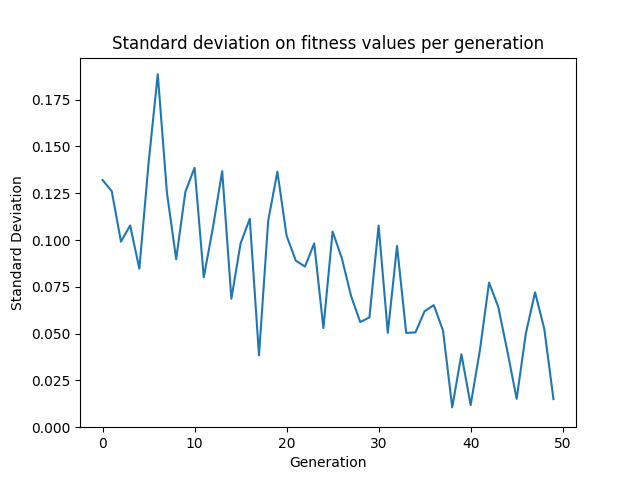 Standard deviation on fitness values per generation
Standard Deviation
0.175
0.150
0.125
0.100
0.075
0.050
0.025
0.000
0 10 20 30 40 50
Generation